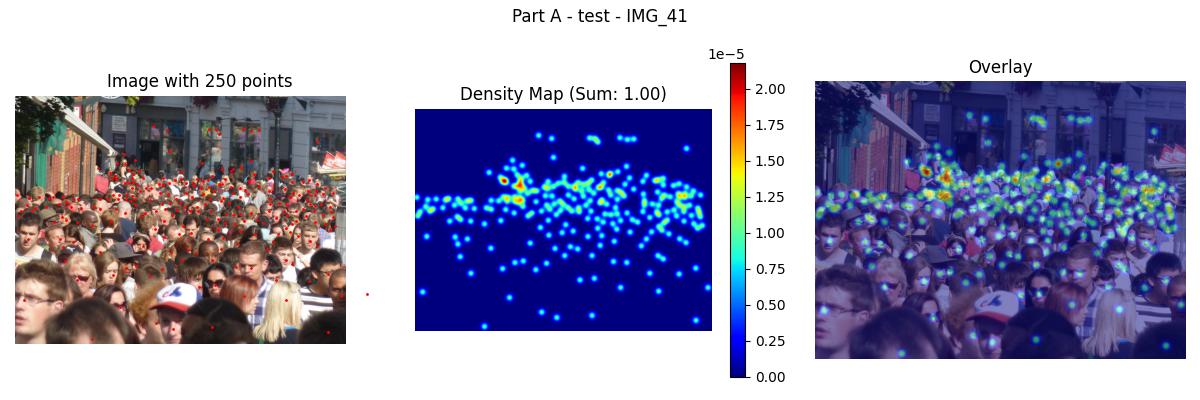 Part A - test - IMG_41
Image with 250 points
Density Map (Sum: 1.00)
1e−5
2.00
1.75
1.50
1.25
1.00
0.75
0.50
0.25
0.00
Overlay